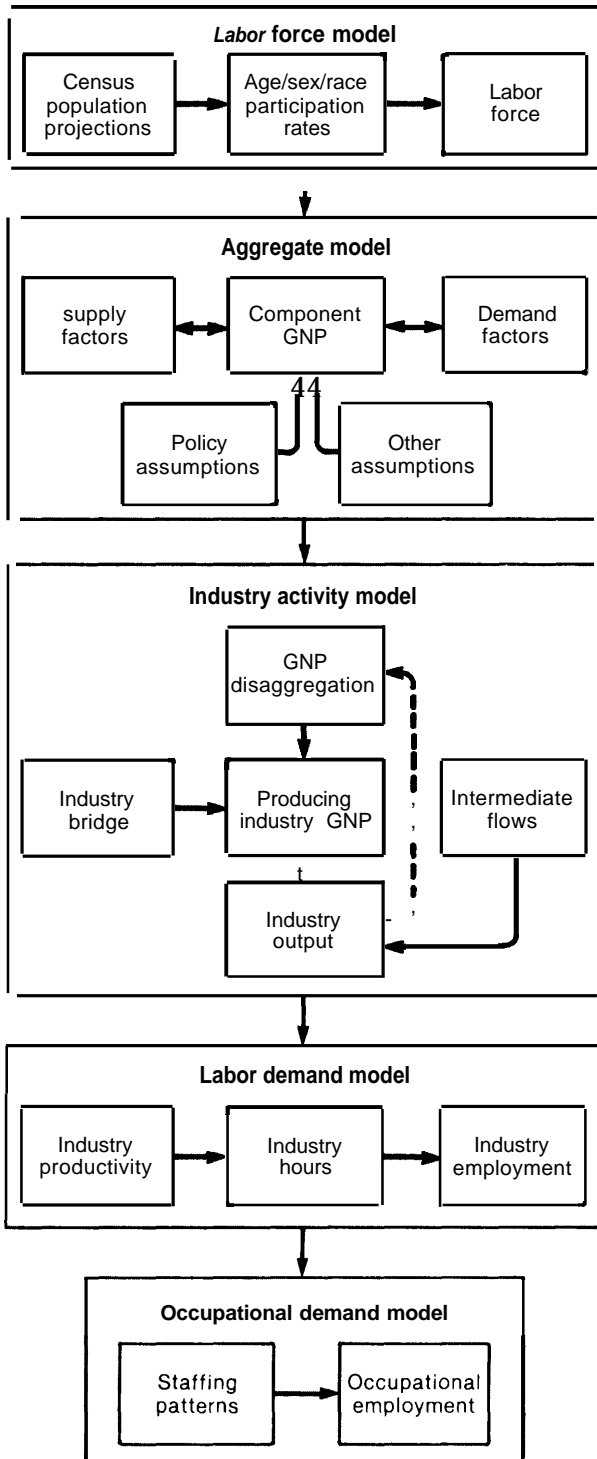 Labor force model
Census
population
projections
Age/sex/race
participation
rates
Labor
force
Aggregate model
supply
factors
Component
GNP
Demand
factors
44
Policy
assumptions
Other
assumptions
Industry activity model
GNP
disaggregation
Industry
bridge
Producing
industry GNP
Intermediate
flows
t
Industry
output
Labor demand model
Industry
productivity
Industry
hours
Industry
employment
Occupational demand model
Staffing
patterns
Occupational
employment